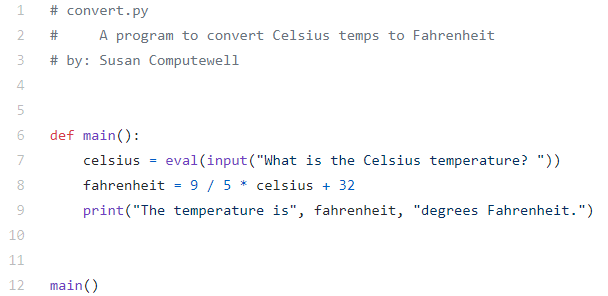 1 # convert.py
2 #     A program to convert Celsius temps to Fahrenheit
3 # by: Susan Computewell
4
5
6 def main():
7     celsius = eval(input("What is the Celsius temperature? "))
8     fahrenheit = 9 / 5 * celsius + 32
9     print("The temperature is", fahrenheit, "degrees Fahrenheit.")
10
11
12 main()